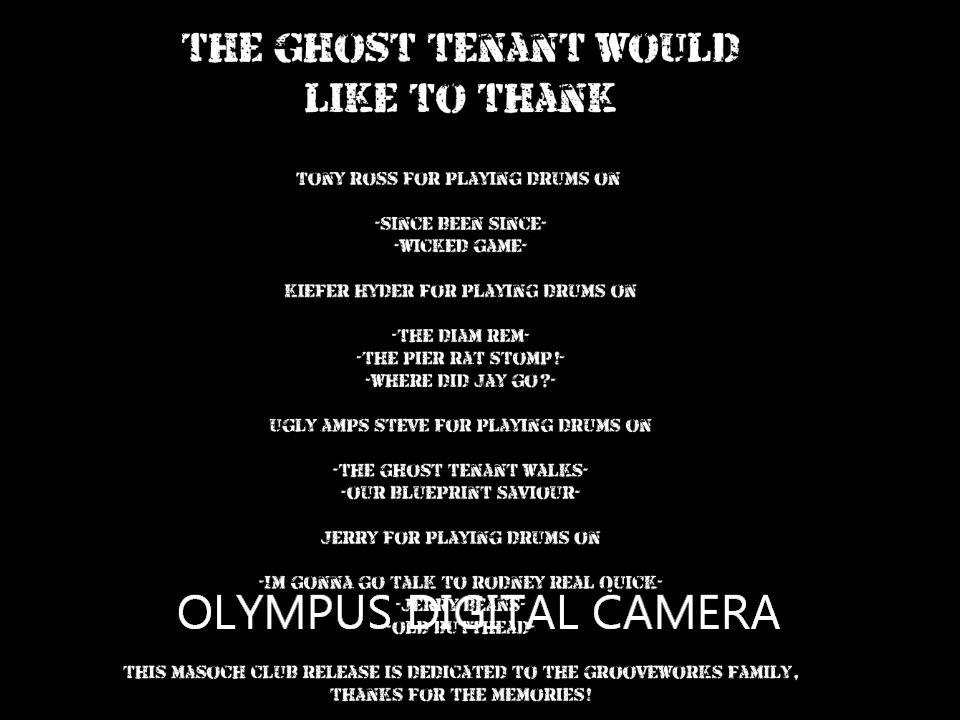 THE GHOST TENANT WOULD
LIKE TO THANK
TONY ROSS FOR PLAYING DRUMS ON
-SINCE BEEN SINCE-
-WICKED GAME-
KIEFER HYDER FOR PLAYING DRUMS ON
-THE DIAM REM-
-THE PIER RAT STOMP!-
-WHERE DID JAY GO?-
UGLY AMPS STEVE FOR PLAYING DRUMS ON
-THE GHOST TENANT WALKS-
-OUR BLUEPRINT SAVIOUR-
JERRY FOR PLAYING DRUMS ON
-IM GONNA GO TALK TO RODNEY REAL QUICK-
-JERRY BEANS-
OLYMPUS DIGITAL CAMERA
-OLD BUTTHEAD-
THIS MASOCH CLUB RELEASE IS DEDICATED TO THE GROOVEWORKS FAMILY,
THANKS FOR THE MEMORIES!